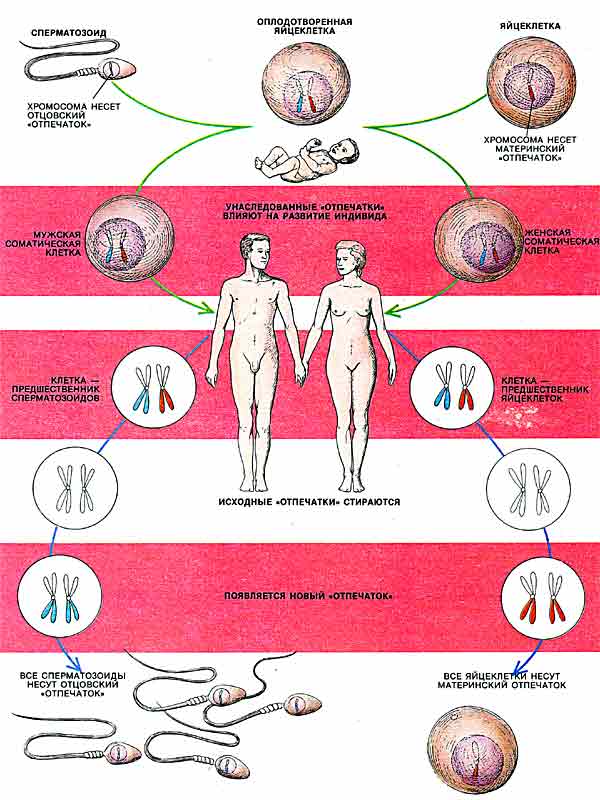 СПЕРМАТОЗОИД
ОПЛОДОТВОРЕННАЯ
ЯЙЦЕКЛЕТКА
ЯЙЦЕКЛЕТКА
ХРОМОСОМА НЕСЕТ
ОТЦОВСКИЙ
«ОТПЕЧАТОК»
ХРОМОСОМА НЕСЕТ
МАТЕРИНСКИЙ
«ОТПЕЧАТОК»
УНАСЛЕДОВАННЫЕ «ОТПЕЧАТКИ»
ВЛИЯЮТ НА РАЗВИТИЕ ИНДИВИДА
МУЖСКАЯ
СОМАТИЧЕСКАЯ
КЛЕТКА
ЖЕНСКАЯ
СОМАТИЧЕСКАЯ
КЛЕТКА
КЛЕТКА —
ПРЕДШЕСТВЕННИК
СПЕРМАТОЗОИДОВ
КЛЕТКА —
ПРЕДШЕСТВЕННИК
ЯЙЦЕКЛЕТОК
ИСХОДНЫЕ «ОТПЕЧАТКИ» СТИРАЮТСЯ
ПОЯВЛЯЕТСЯ НОВЫЙ «ОТПЕЧАТОК»
ВСЕ СПЕРМАТОЗОИДЫ
НЕСУТ ОТЦОВСКИЙ
«ОТПЕЧАТОК»
ВСЕ ЯЙЦЕКЛЕТКИ НЕСУТ
МАТЕРИНСКИЙ ОТПЕЧАТОК